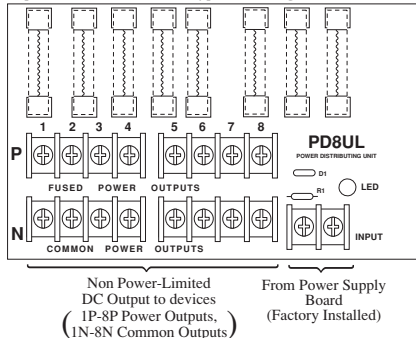 1 2 3 4 5 6 7 8
P
PD8UL
POWER DISTRIBUTING UNIT
D1
LED
R1
FUSED POWER OUTPUTS
N
INPUT
COMMON POWER OUTPUTS
Non Power-Limited
DC Output to devices
(1P-8P Power Outputs,
1N-8N Common Outputs)
From Power Supply
Board
(Factory Installed)